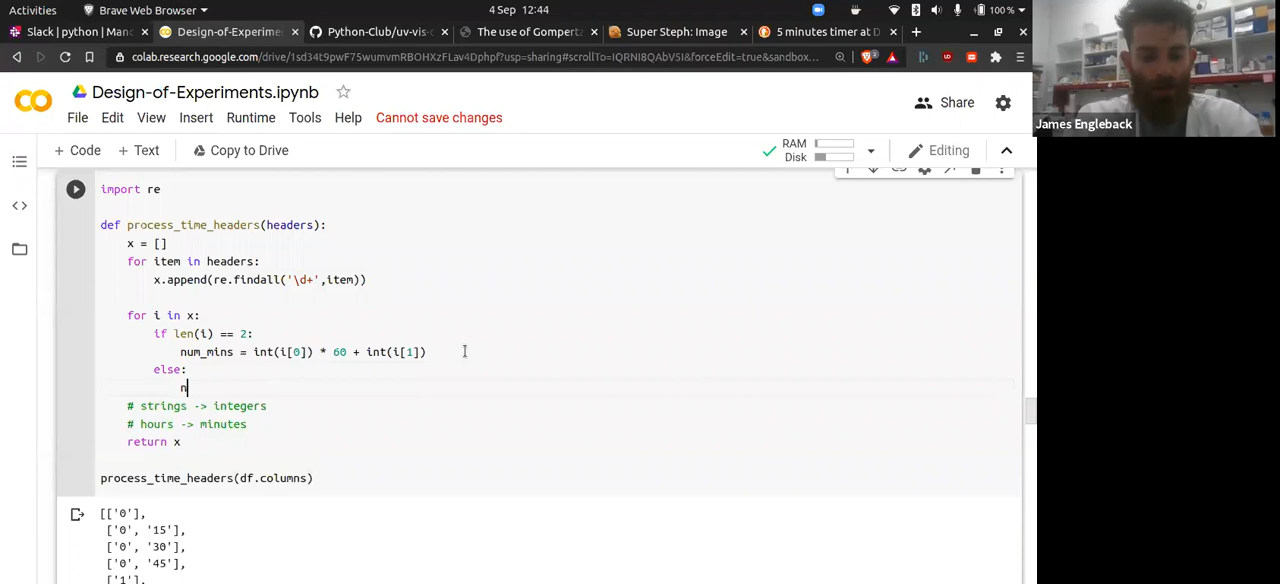 Activities
Brave Web Browser
4 Sep 12:44
100 %
Slack | python | Man
Design-of-Experime
Python-Club/uv-vis-
The use of Gompert
Super Steph: Image
5 minutes timer at D
colab.research.google.com/drive/1sd34t9pwF75wumvmRBOHXzFLav4Dphpf?usp=sharing#scrollTo=IQRNI8QAbVSI&forceEdit=true&sandbox...
James Engleback
CO
Design-of-Experiments.ipynb
Share
File Edit View Insert Runtime Tools Help Cannot save changes
+ Code + Text Copy to Drive
RAM
Disk
Editing
import re
def process_time_headers(headers):
x = []
for item in headers:
x.append(re.findall('\d+',item))
for i in x:
if len(i) == 2:
num_mins = int(i[0]) * 60 + int(i[1])
else:
n
# strings -> integers
# hours -> minutes
return x
process_time_headers(df.columns)
[['0'],
['0', '15'],
['0', '30'],
['0', '45'],
['1'],